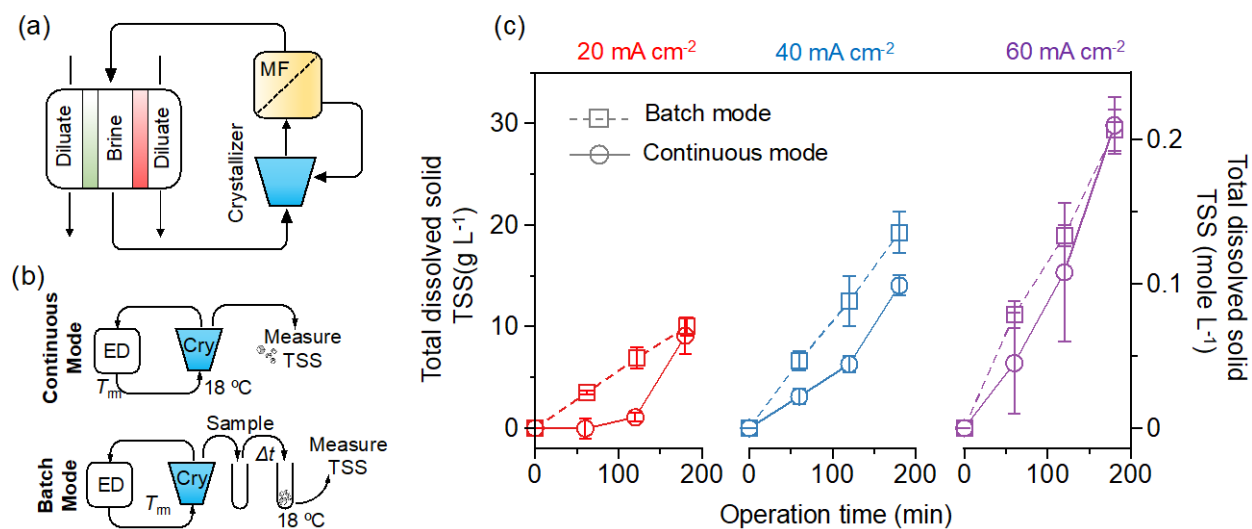 (a)
MF
Diluate
Brine
Diluate
Crystallizer
(b)
Continuous
Mode
ED
Cry
Measure
TSS
Trm
18 ºC
Batch
Mode
ED
Cry
Sample
Δt
Measure
TSS
Trm
18 ºC
(c)
20 mA cm-2
40 mA cm-2
60 mA cm-2
Batch mode
Continuous mode
Total dissolved solid
TSS(g L-1)
30
20
10
0
0 100 200
0 100 200
0 100 200
Operation time (min)
0.2
0.1
0
Total dissolved solid
TSS (mole L-1)